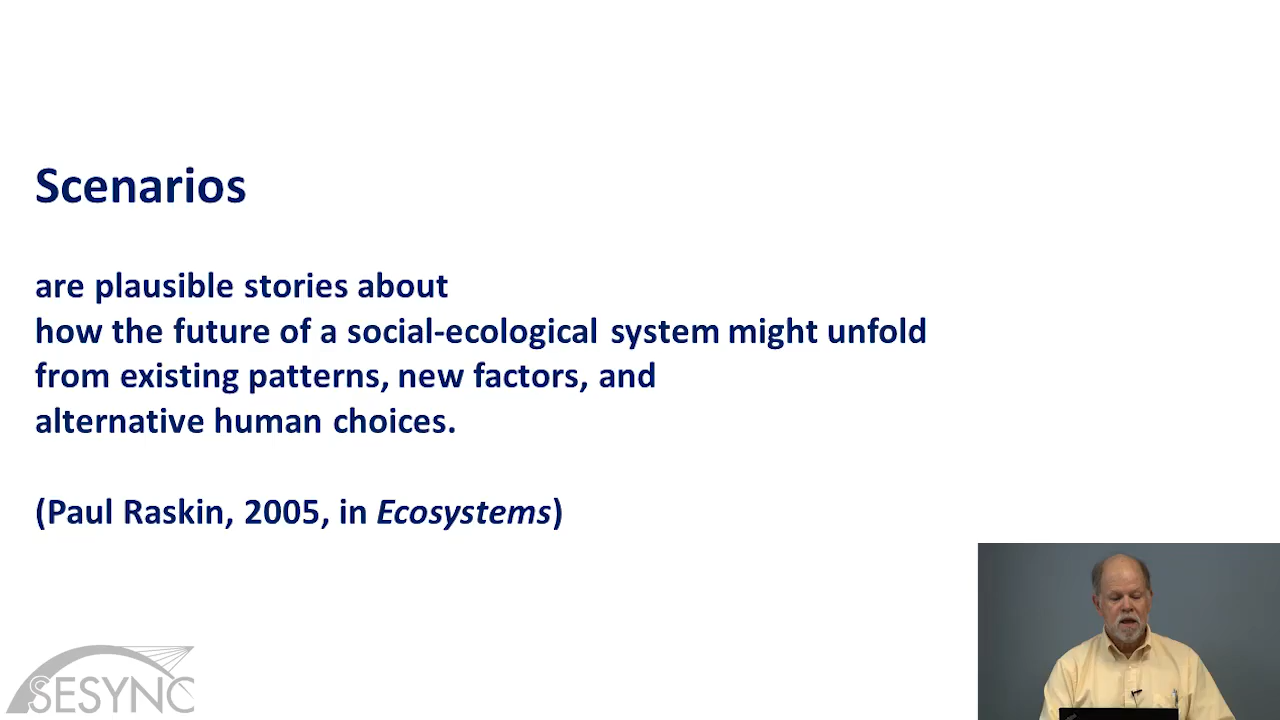 Scenarios
are plausible stories about
how the future of a social-ecological system might unfold
from existing patterns, new factors, and
alternative human choices.
(Paul Raskin, 2005, in Ecosystems)
SESYNC